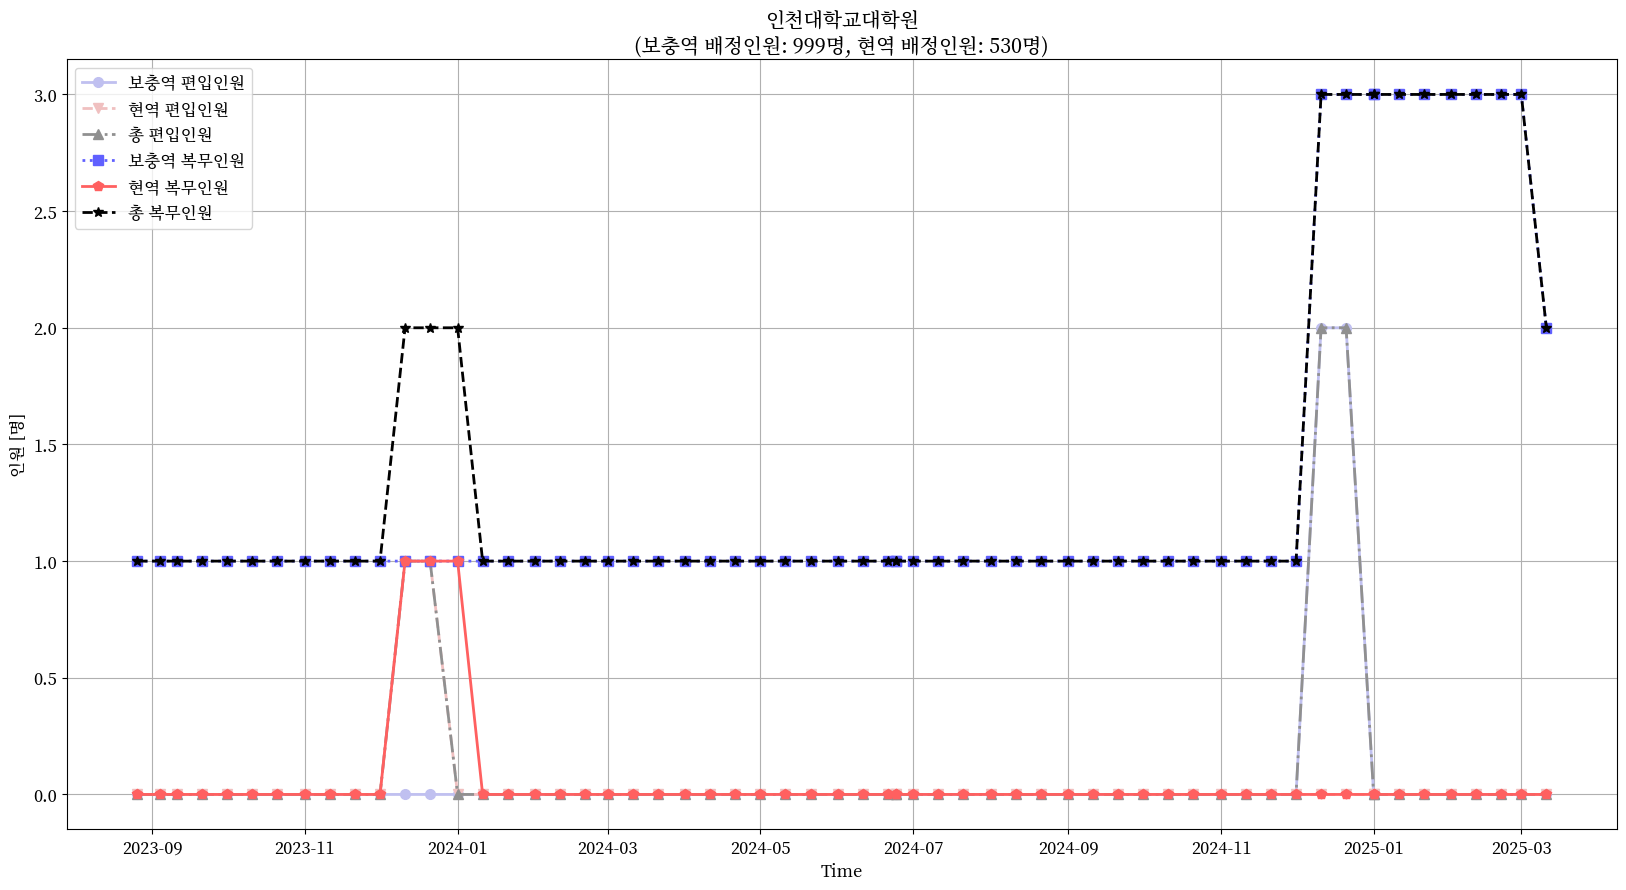 인천대학교대학원
(보충역 배정인원: 999명, 현역 배정인원: 530명)
보충역 편입인원
현역 편입인원
총 편입인원
보충역 복무인원
현역 복무인원
총 복무인원
인원 [명]
3.0
2.5
2.0
1.5
1.0
0.5
0.0
2023-09
2023-11
2024-01
2024-03
2024-05
2024-07
2024-09
2024-11
2025-01
2025-03
Time